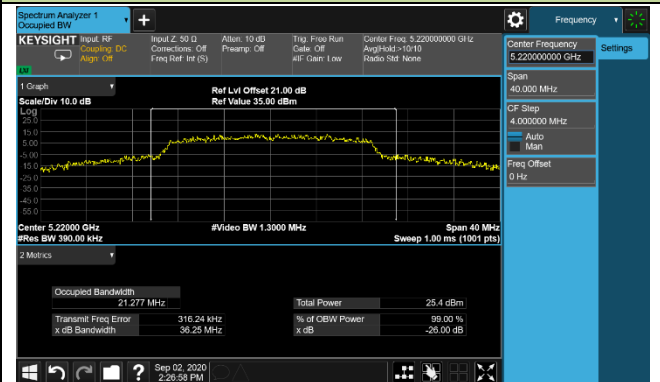 Spectrum Analyzer 1
Occupied BW
+
Frequency
KEYSIGHT
Input: RF
Coupling: DC
Align: Off
Input Z: 50 Ω
Corrections: Off
Freq Ref: Int (S)
Atten: 10 dB
Preamp: Off
Trig: Free Run
Gate: Off
#IF Gain: Low
Center Freq: 5.220000000 GHz
Avg|Hold:>10/10
Radio Std: None
LXI
Center Frequency
5.220000000 GHz
Settings
Span
40.000 MHz
CF Step
4.000000 MHz
Auto
Man
Freq Offset
0 Hz
1 Graph
Scale/Div 10.0 dB
Ref Lvl Offset 21.00 dB
Ref Value 35.00 dBm
Log
25.0
15.0
5.00
-5.00
-15.0
-25.0
-35.0
-45.0
-55.0
Center 5.22000 GHz
#Res BW 390.00 kHz
#Video BW 1.3000 MHz
Span 40 MHz
Sweep 1.00 ms (1001 pts)
2 Metrics
Occupied Bandwidth
21.277 MHz
Transmit Freq Error 316.24 kHz
x dB Bandwidth 36.25 MHz
Total Power 25.4 dBm
% of OBW Power 99.00 %
x dB -26.00 dB
?
Sep 02, 2020
2:26:58 PM